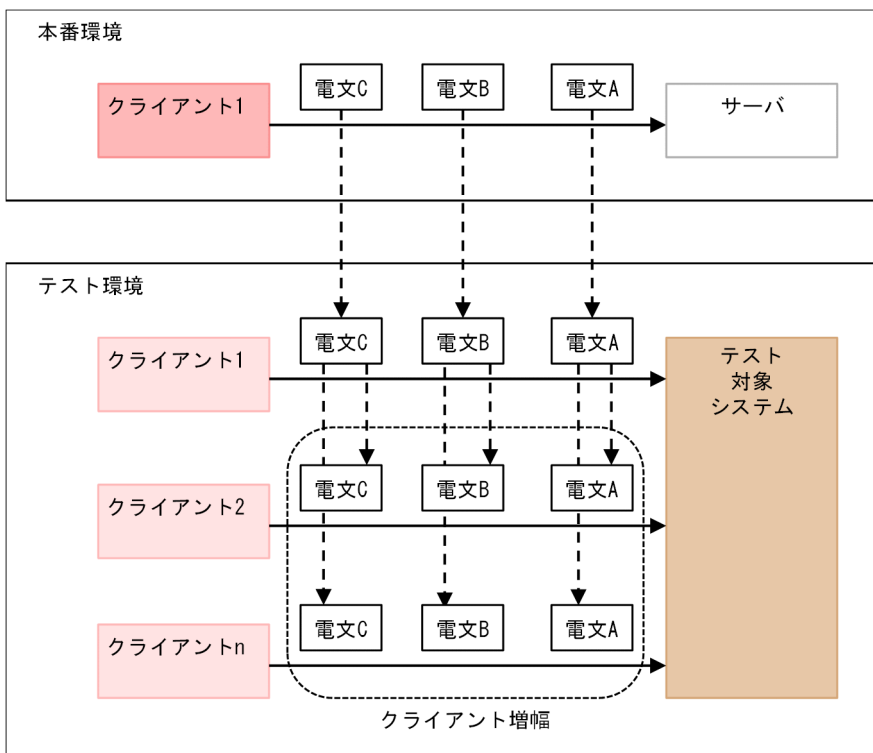 本番環境
クライアント1
電文C
電文B
電文A
サーバ
テスト環境
クライアント1
電文C
電文B
電文A
テスト
対象
システム
クライアント2
電文C
電文B
電文A
クライアントn
電文C
電文B
電文A
クライアント増幅